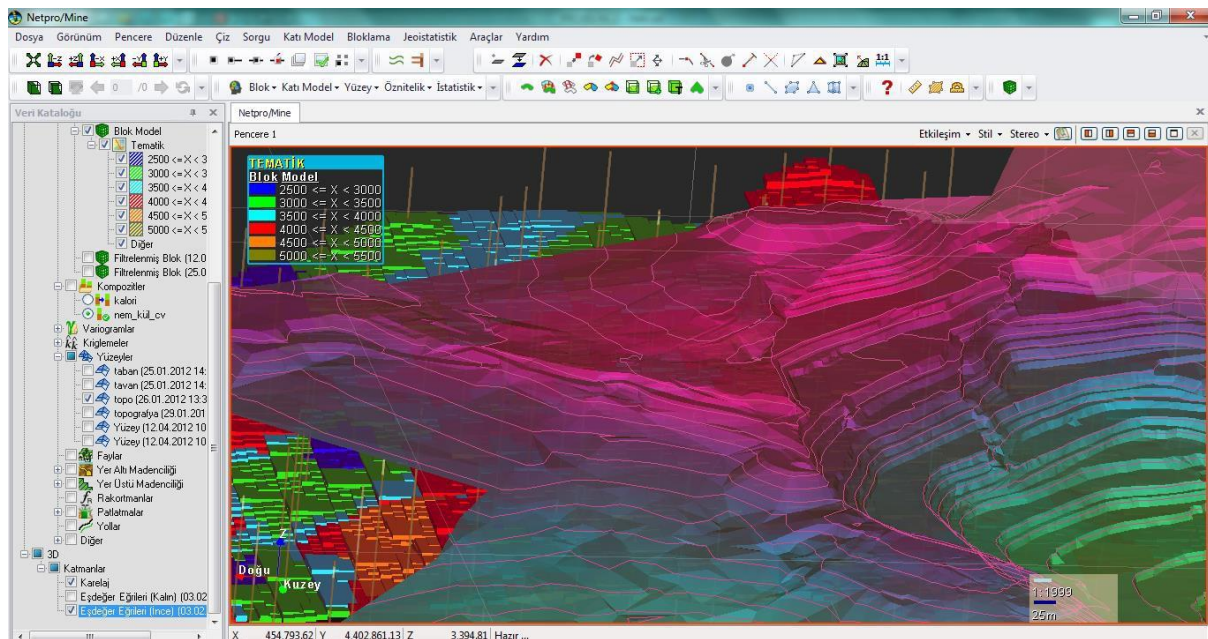 Netpro/Mine
Dosya Görünüm Pencere Düzenle Çiz Sorgu Katı Model Bloklama Jeoistatistik Araçlar Yardım
1:1
0 /0 Blok Katı Model Yüzey Öznitelik İstatistik
Veri Kataloğu
Netpro/Mine
Pencere 1
Etkileşim Stil Stereo
Blok Model
Tematik
2500 <= X < 3
3000 <= X < 3
3500 <= X < 4
4000 <= X < 4
4500 <= X < 5
5000 <= X < 5
Diğer
Filtrelenmiş Blok (12.0
Filtrelenmiş Blok (25.0
Kompozitler
kalori
nem_kül_cv
Variogramlar
Kriglemeler
Yüzeyler
taban (25.01.2012 14:
tavan (25.01.2012 14:
topo (26.01.2012 13:3
topografya (29.01.201
Yüzey (12.04.2012 10
Yüzey (12.04.2012 10
Faylar
Yer Altı Madenciliği
Yer Üstü Madenciliği
Rakortmanlar
Patlatmalar
Yollar
Diğer
3D
Katmanlar
Karelaj
Eşdeğer Eğrileri (Kalın) (03.02
Eşdeğer Eğrileri (İnce) (03.02.
TEMATİK
Blok Model
2500 <= X < 3000
3000 <= X < 3500
3500 <= X < 4000
4000 <= X < 4500
4500 <= X < 5000
5000 <= X < 5500
Z
Doğu
Kuzey
1:1999
25m
X 454.793,62 Y 4.402.861,13 Z 3.394,81 Hazır ...